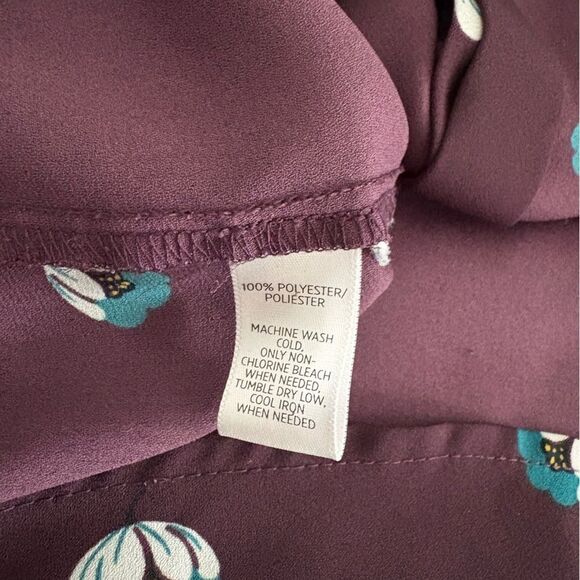 100% POLYESTER/
POLIESTER
MACHINE WASH
COLD,
ONLY NON-
CHLORINE BLEACH
WHEN NEEDED,
TUMBLE DRY LOW,
COOL IRON
WHEN NEEDED